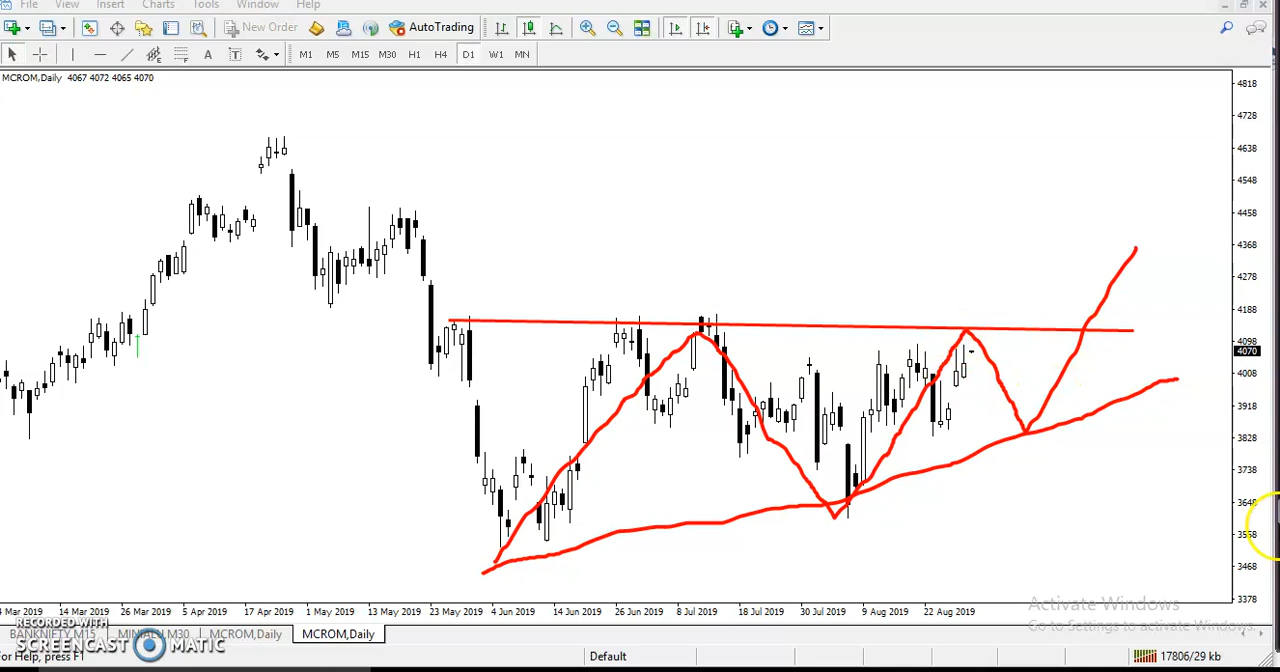 File View Insert Charts Tools Window Help
New Order AutoTrading
A T M1 M5 M15 M30 H1 H4 D1 W1 MN
MCROM,Daily 4067 4072 4065 4070
4818
4728
4638
4548
4458
4368
4278
4188
4098
4070
4008
3918
3828
3738
3648
3558
3468
3378
4 Mar 2019 14 Mar 2019 26 Mar 2019 5 Apr 2019 17 Apr 2019 1 May 2019 13 May 2019 23 May 2019 4 Jun 2019 14 Jun 2019 26 Jun 2019 8 Jul 2019 18 Jul 2019 30 Jul 2019 9 Aug 2019 22 Aug 2019
Activate Windows
Go to Settings to activate Windows.
BANKNIFTY,M15 MCROM,Daily MCROM,Daily
RECORDED WITH
SCREENCAST MATIC
For Help, press F1 Default 17806/29 kb